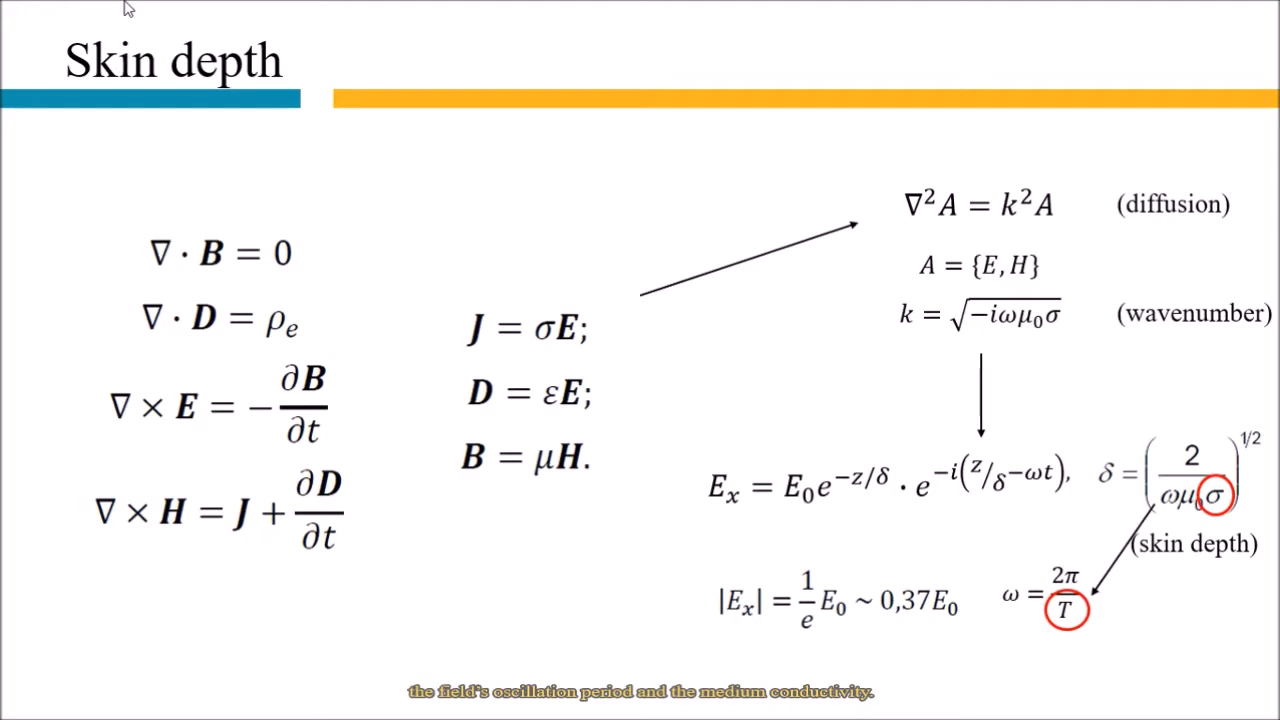 Skin depth
∇ · B = 0
∇ · D = ρₑ
∇ × E = −∂B/∂t
∇ × H = J + ∂D/∂t
J = σE;
D = εE;
B = μH.
∇²A = k²A (diffusion)
A = {E, H}
k = √(−iωμ₀σ) (wavenumber)
Eₓ = E₀e^(−z/δ) · e^(−i(z/δ−ωt)), δ = (2/(ωμ₀σ))^(1/2)
(skin depth)
|Eₓ| = 1/e E₀ ~ 0,37E₀ ω = 2π/T
the field's oscillation period and the medium conductivity.